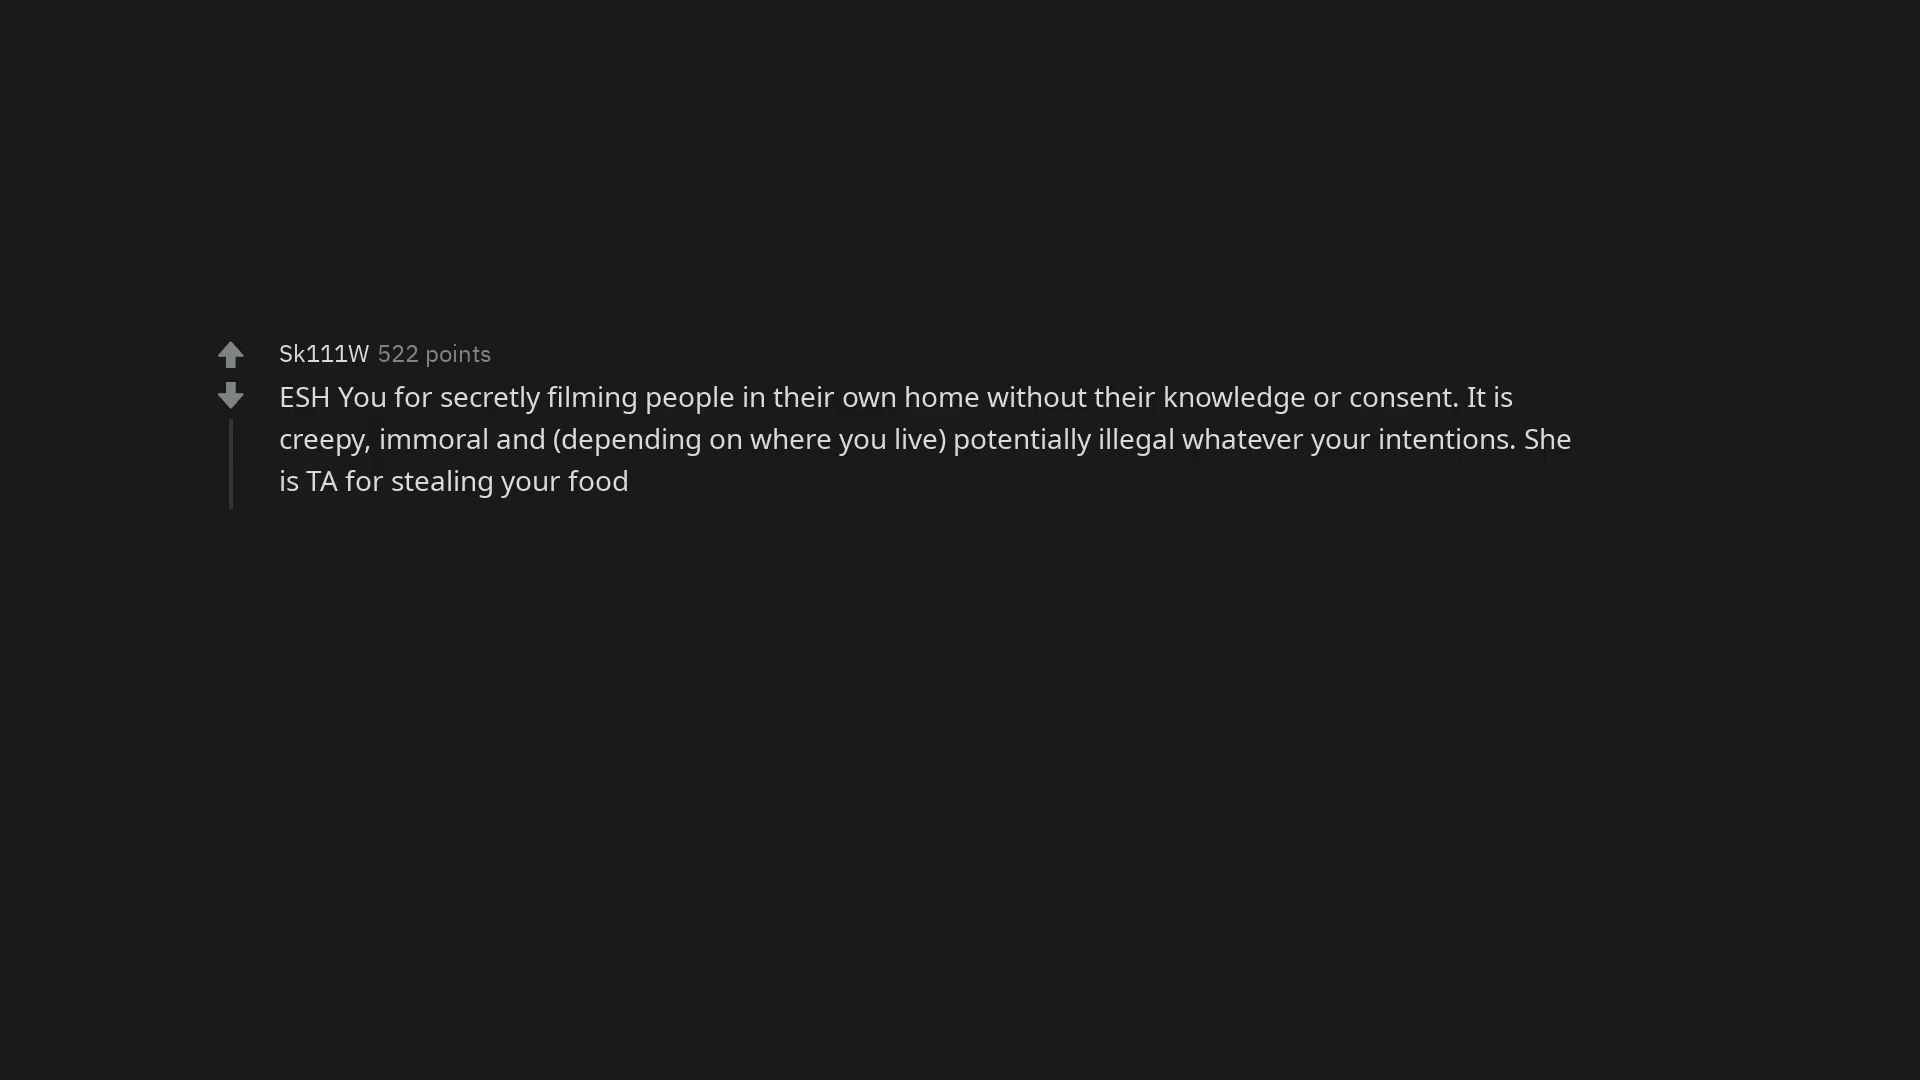 Sk111W 522 points
ESH You for secretly filming people in their own home without their knowledge or consent. It is
creepy, immoral and (depending on where you live) potentially illegal whatever your intentions. She
is TA for stealing your food